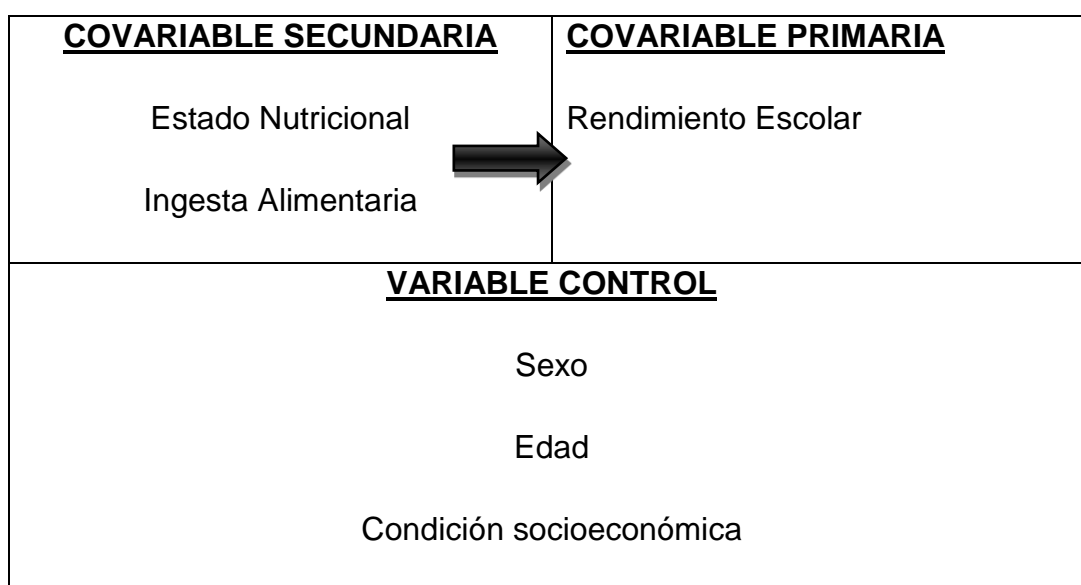 COVARIABLE SECUNDARIA
Estado Nutricional
Ingesta Alimentaria
COVARIABLE PRIMARIA
Rendimiento Escolar
VARIABLE CONTROL
Sexo
Edad
Condición socioeconómica